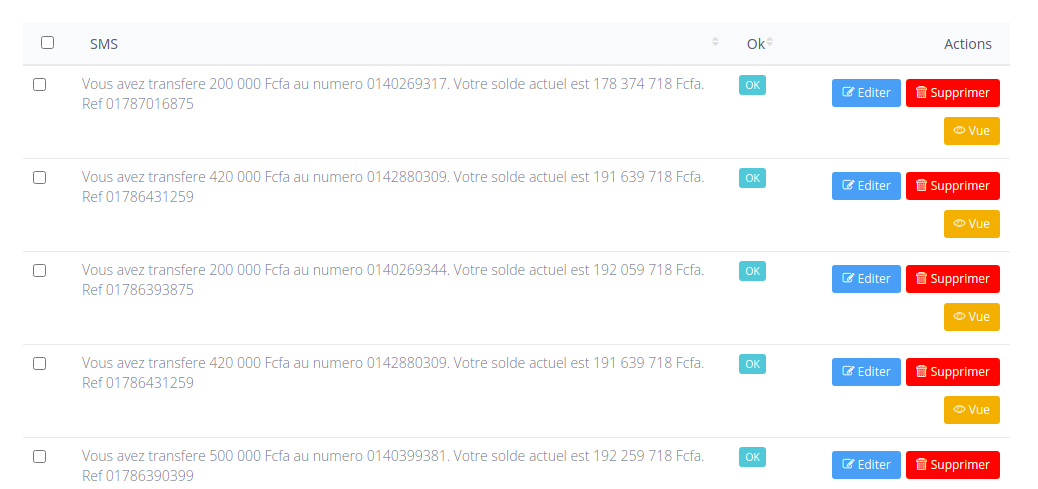 SMS Ok Actions
Vous avez transfere 200 000 Fcfa au numero 0140269317. Votre solde actuel est 178 374 718 Fcfa. OK Editer Supprimer
Ref 01787016875
Vue
Vous avez transfere 420 000 Fcfa au numero 0142880309. Votre solde actuel est 191 639 718 Fcfa. OK Editer Supprimer
Ref 01786431259
Vue
Vous avez transfere 200 000 Fcfa au numero 0140269344. Votre solde actuel est 192 059 718 Fcfa. OK Editer Supprimer
Ref 01786393875
Vue
Vous avez transfere 420 000 Fcfa au numero 0142880309. Votre solde actuel est 191 639 718 Fcfa. OK Editer Supprimer
Ref 01786431259
Vue
Vous avez transfere 500 000 Fcfa au numero 0140399381. Votre solde actuel est 192 259 718 Fcfa. OK Editer Supprimer
Ref 01786390399